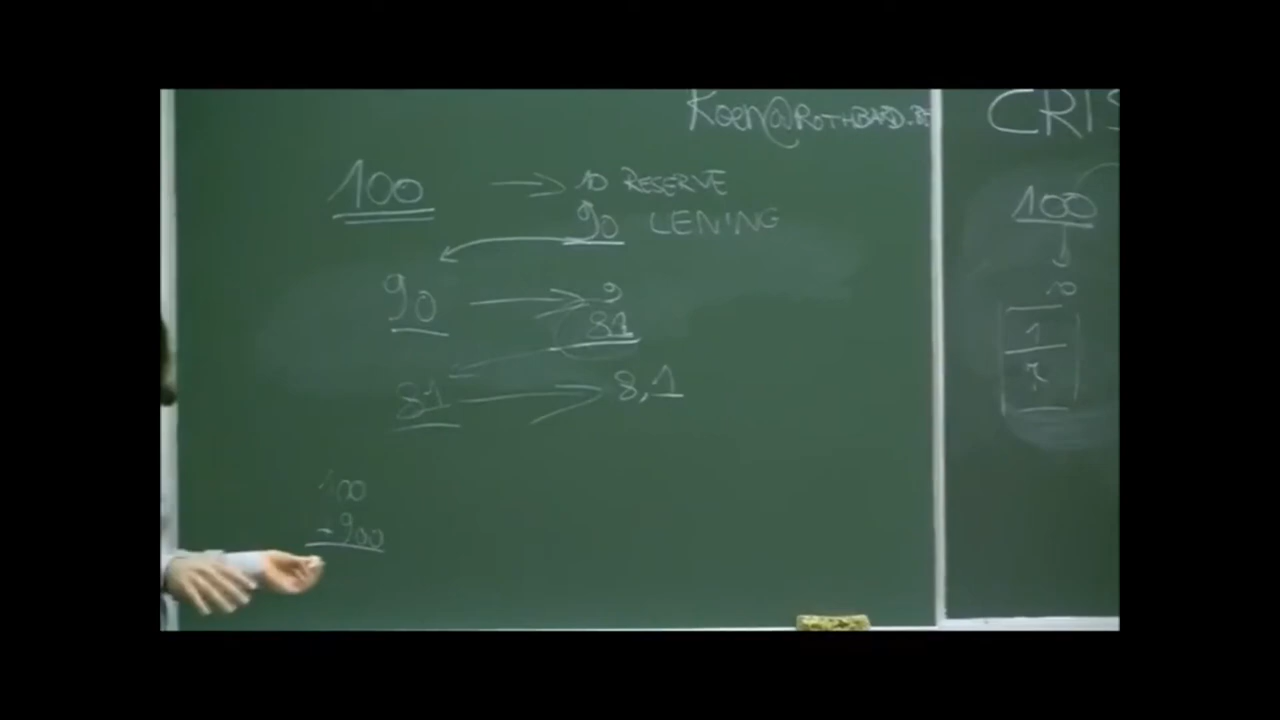 Koen@ROTHBARD.BE
100 → 10 RESERVE
90 LENING
90 → 9
81
81 → 8,1
100
-900
CRIS
100
10
1